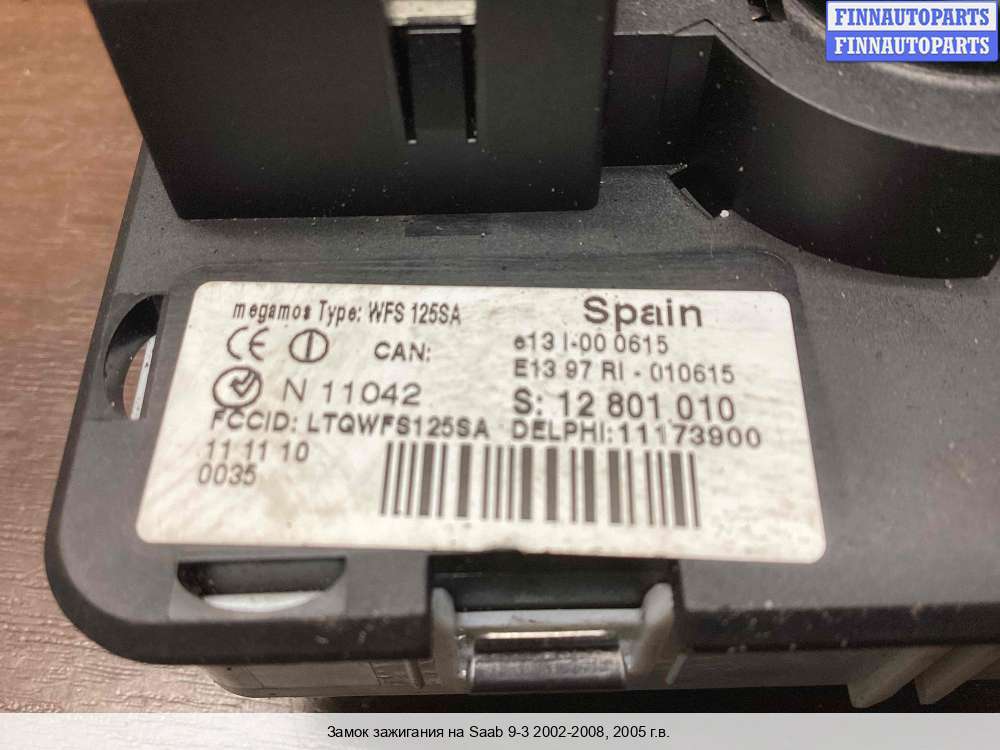 FINNAUTOPARTS
FINNAUTOPARTS
megamos Type: WFS 125SA
Spain
CE
CAN:
e13 I-00 0615
E13 97 RI - 010615
N 11042
S: 12 801 010
FCCID: LTQWFS125SA DELPHI:11173900
11 11 10
0035
Замок зажигания на Saab 9-3 2002-2008, 2005 г.в.